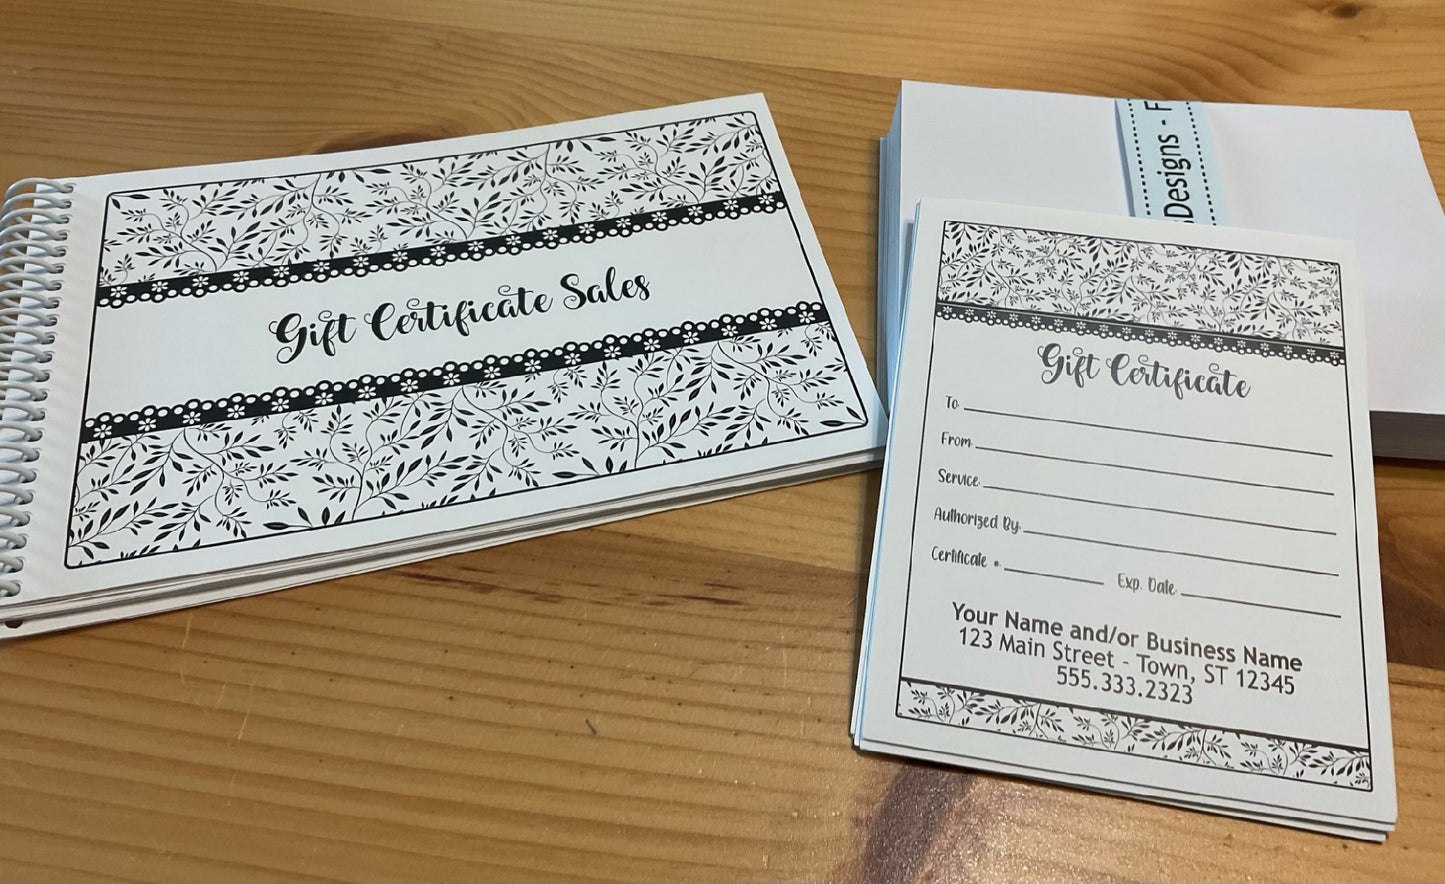 Gift Certificate Sales
Designs - F
Gift Certificate
To:
From:
Service:
Authorized By:
Certificate #:
Exp. Date:
Your Name and/or Business Name
123 Main Street - Town, ST 12345
555.333.2323